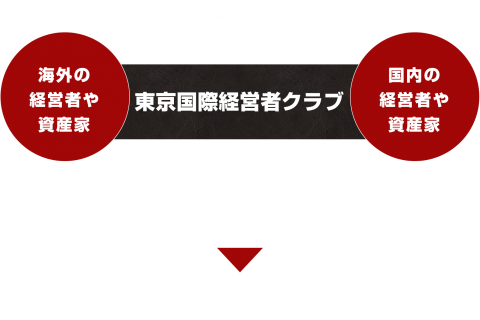 海外の
経営者や
資産家
東京国際経営者クラブ
国内の
経営者や
資産家